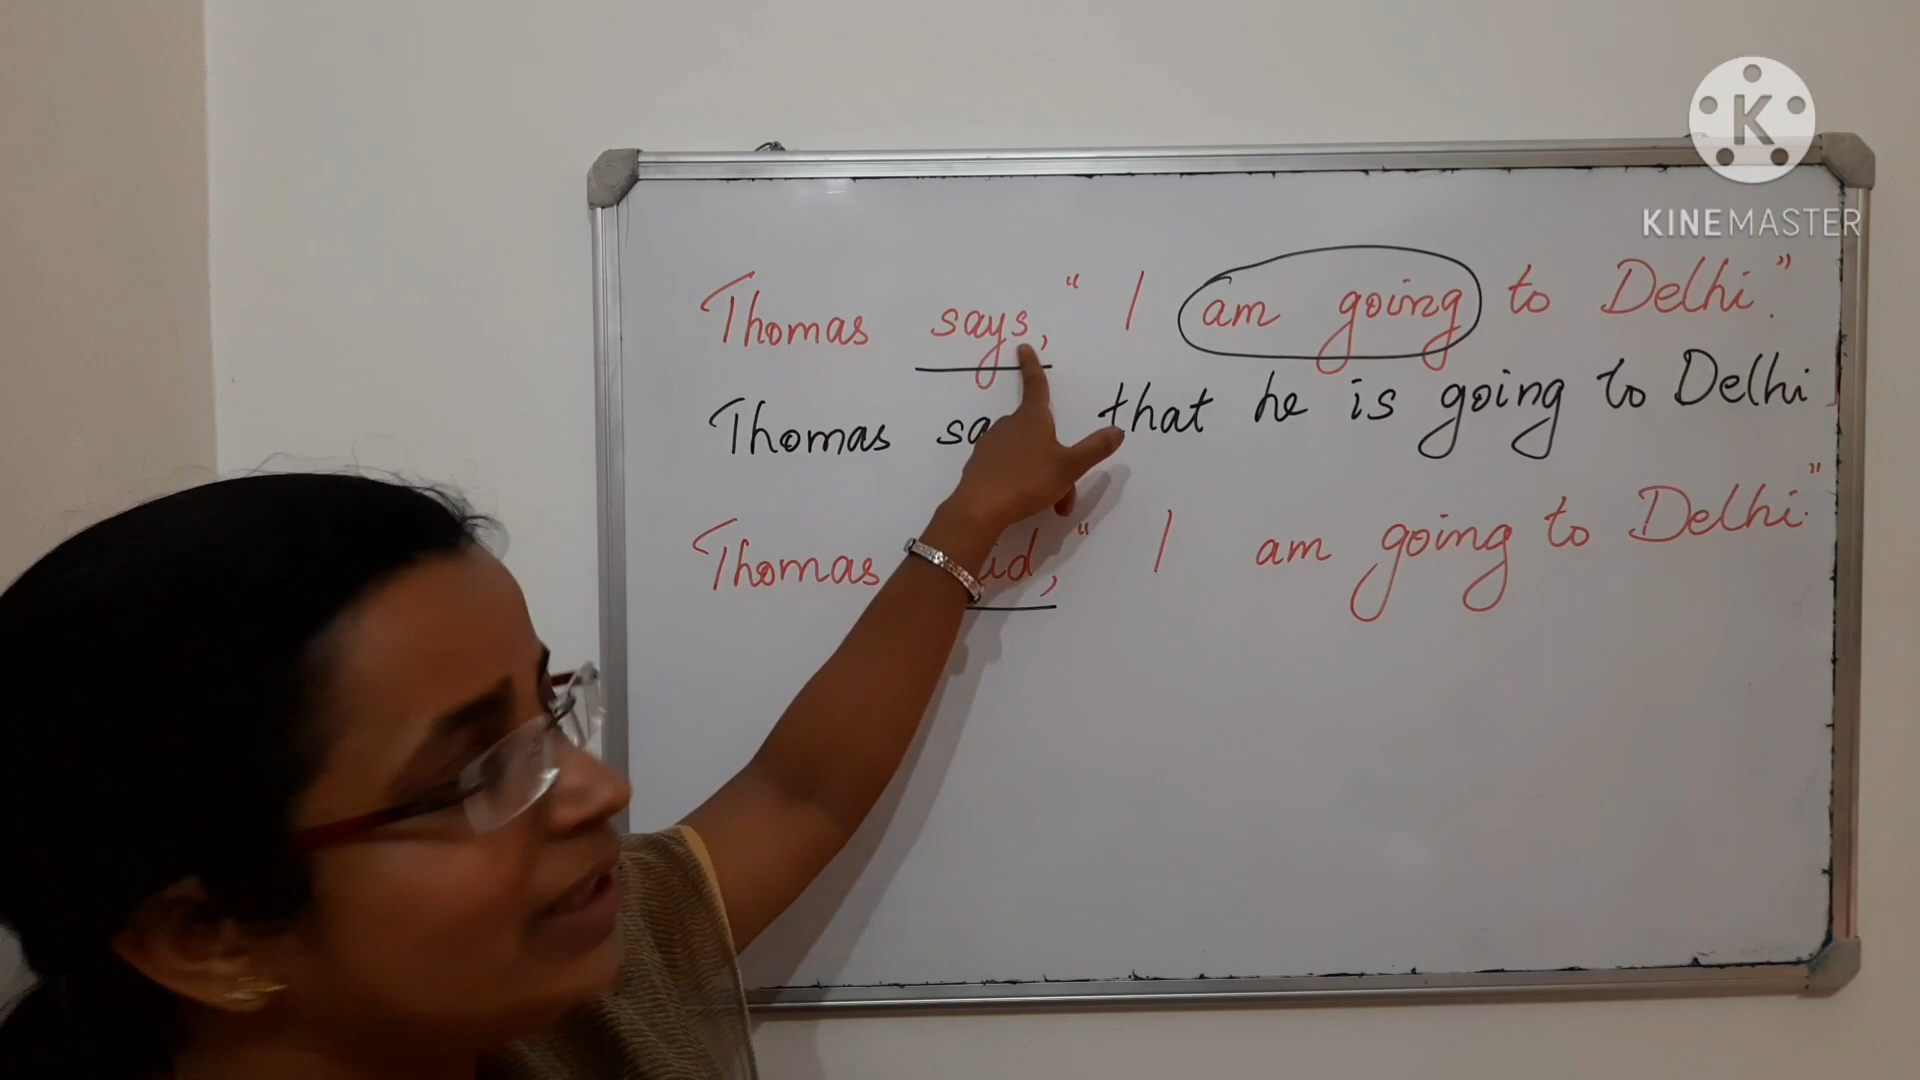 K
KINEMASTER
Thomas says, “ I am going to Delhi.”
Thomas that he is going to Delhi
Thomas “ I am going to Delhi.”